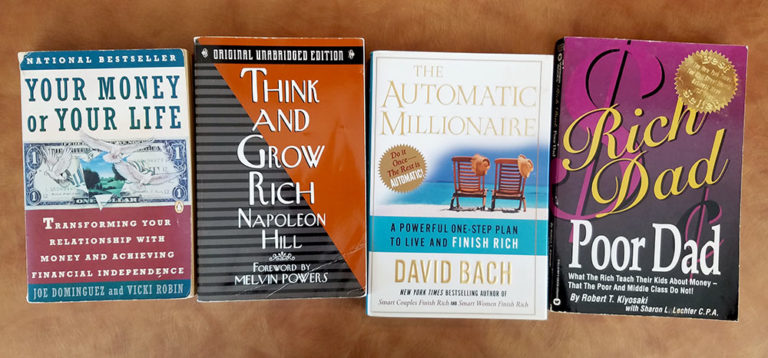 NATIONAL BESTSELLER
YOUR MONEY
or YOUR LIFE
ONE DOLLAR
TRANSFORMING YOUR
RELATIONSHIP WITH
MONEY AND ACHIEVING
FINANCIAL INDEPENDENCE
JOE DOMINGUEZ and VICKI ROBIN
ORIGINAL UNABRIDGED EDITION
THINK
AND
GROW
RICH
NAPOLEON
HILL
FOREWORD BY
MELVIN POWERS
THE
AUTOMATIC
MILLIONAIRE
Do it
Once—
The Rest is
AUTOMATIC!
A POWERFUL ONE-STEP PLAN
TO LIVE AND FINISH RICH
DAVID BACH
NEW YORK TIMES BESTSELLING AUTHOR OF
Smart Couples Finish Rich and Smart Women Finish Rich
Rich
Dad
Poor Dad
What The Rich Teach Their Kids About Money –
That The Poor And Middle Class Do Not!
By Robert T. Kiyosaki
with Sharon L. Lechter C.P.A.